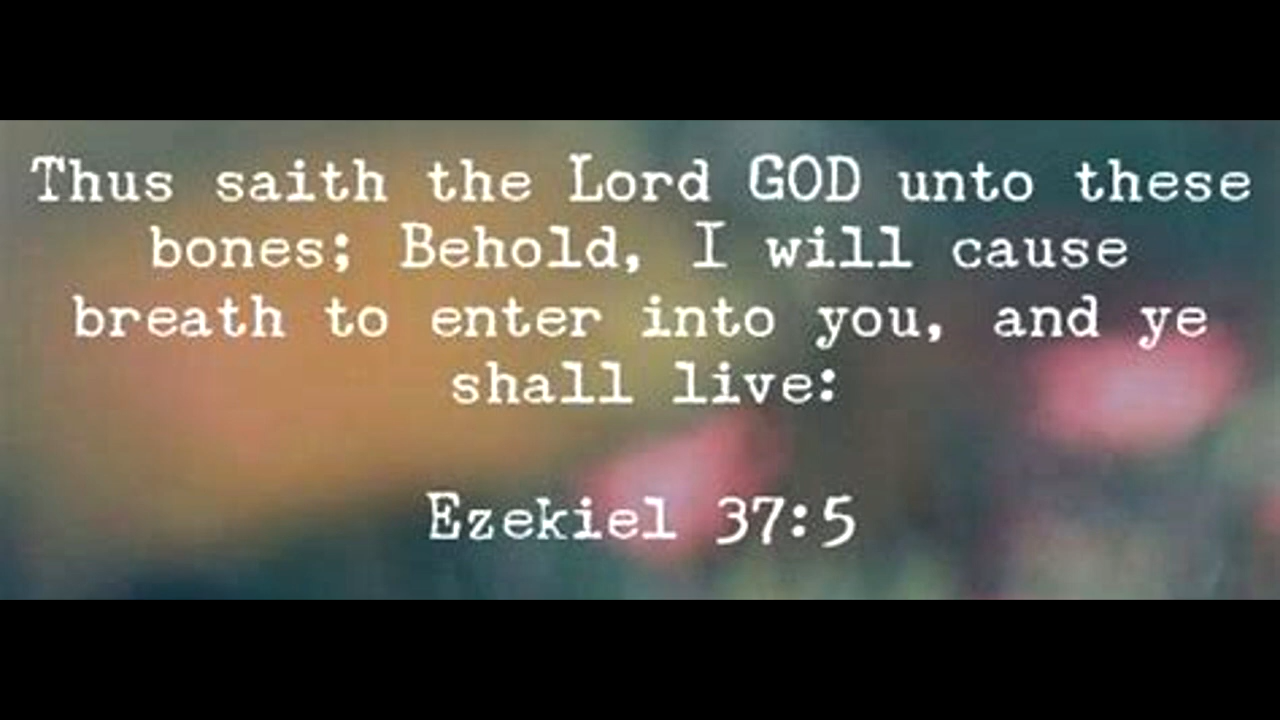 Thus saith the Lord GOD unto these
bones; Behold, I will cause
breath to enter into you, and ye
shall live:
Ezekiel 37:5